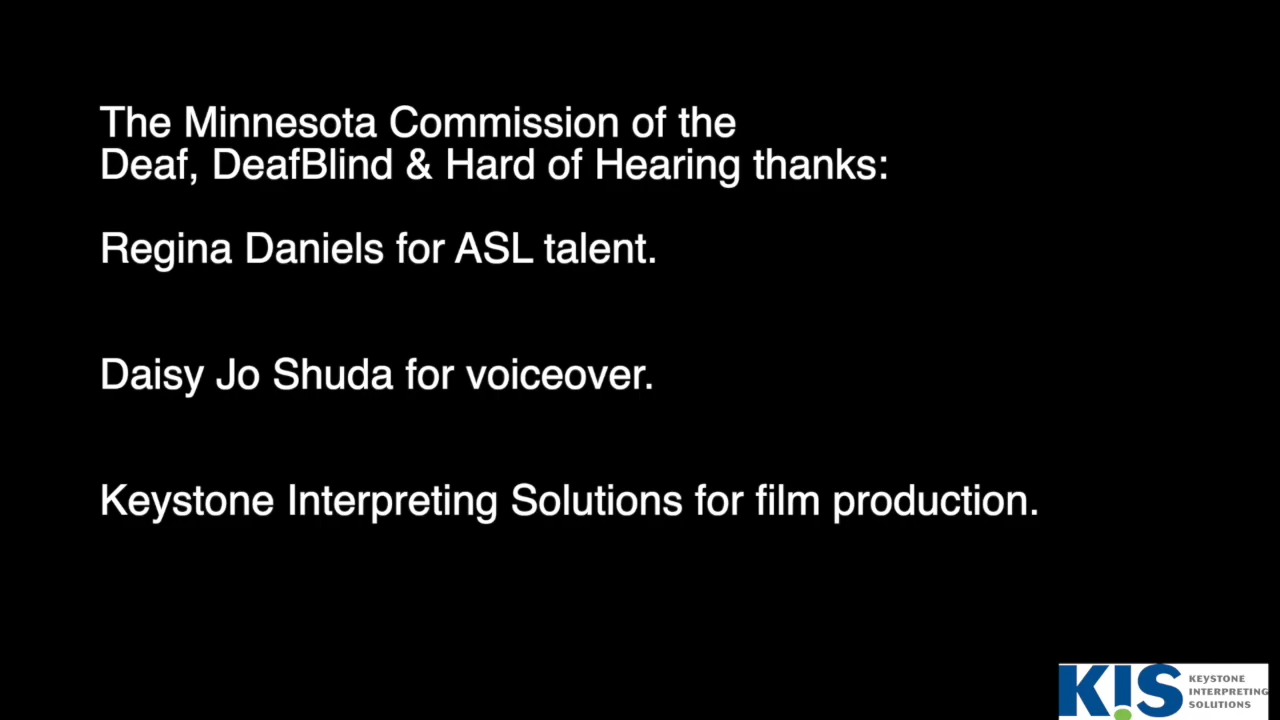 The Minnesota Commission of the
Deaf, DeafBlind & Hard of Hearing thanks:
Regina Daniels for ASL talent.
Daisy Jo Shuda for voiceover.
Keystone Interpreting Solutions for film production.
K!S
KEYSTONE
INTERPRETING
SOLUTIONS